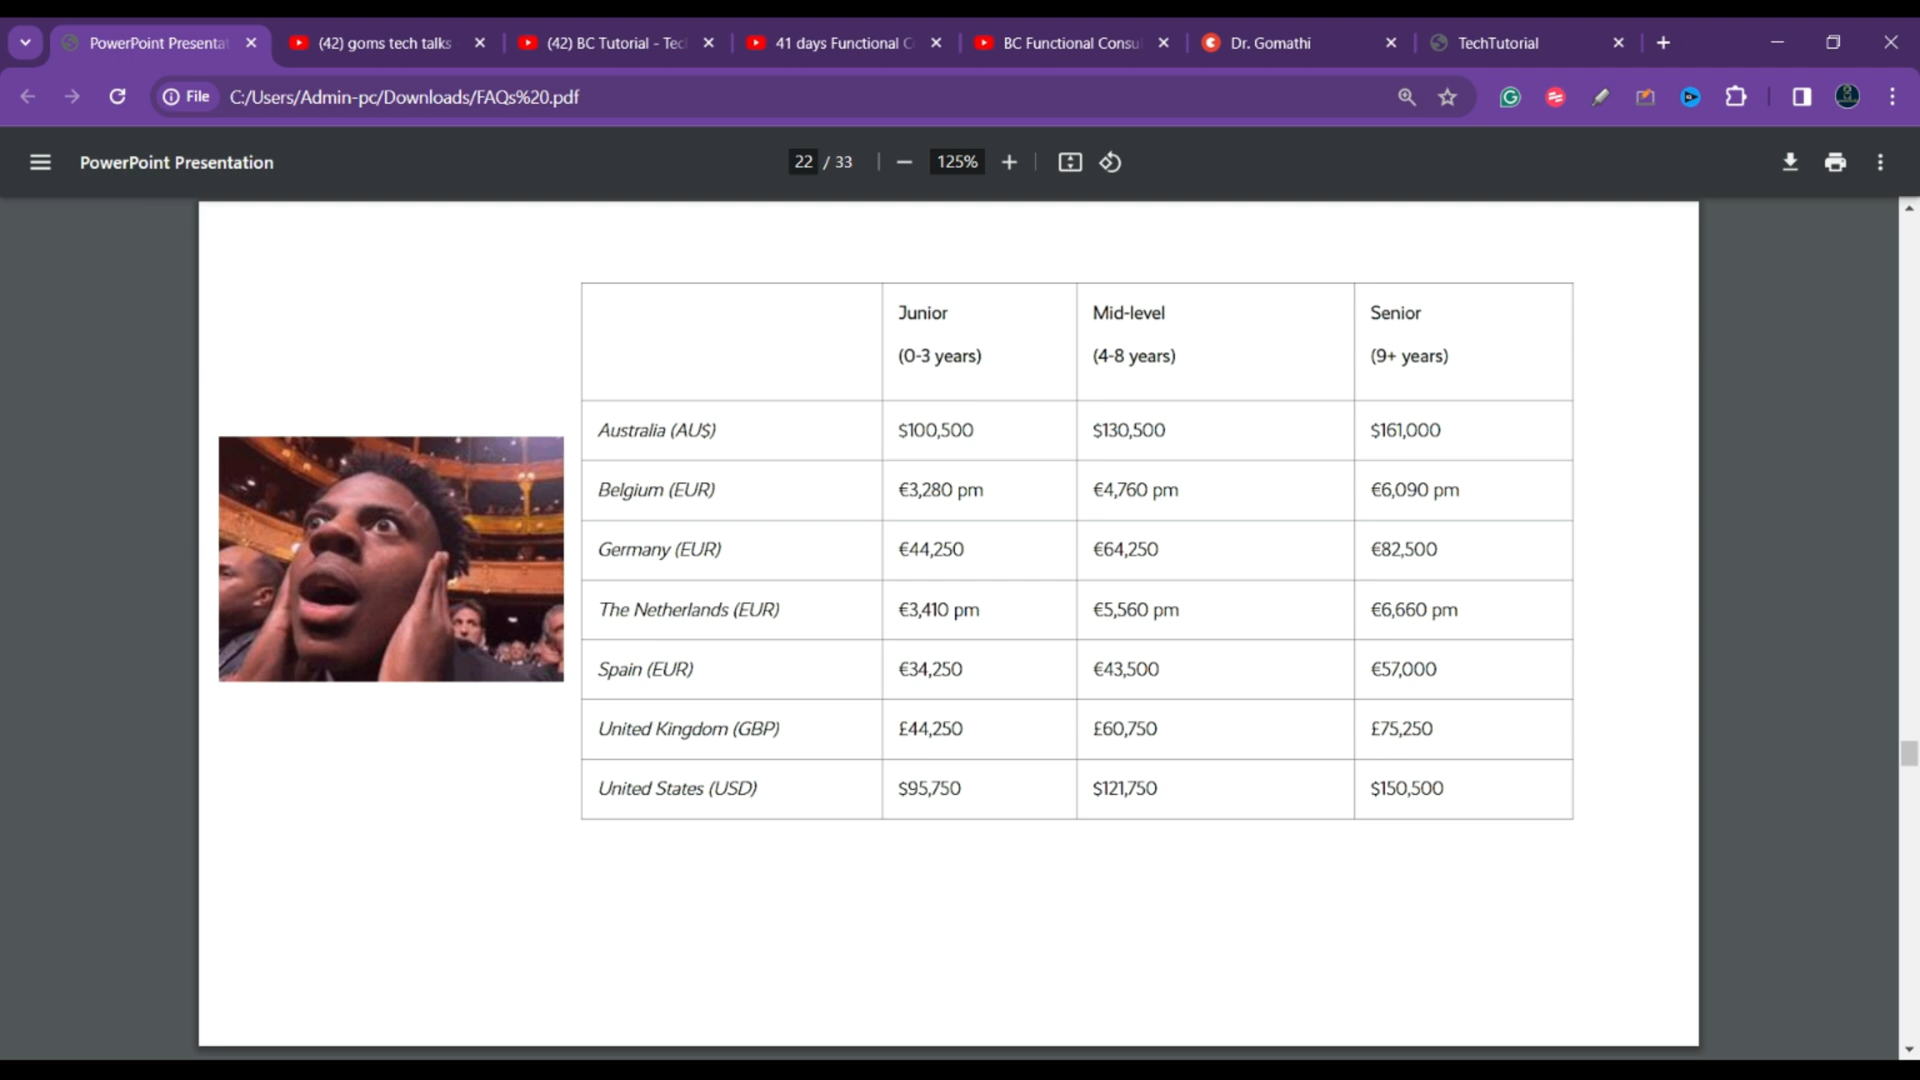 PowerPoint Presentat
(42) goms tech talks
(42) BC Tutorial - Tec
41 days Functional C
BC Functional Consul
Dr. Gomathi
TechTutorial
File C:/Users/Admin-pc/Downloads/FAQs%20.pdf
PowerPoint Presentation
22 / 33
125%
Junior Mid-level Senior
(0-3 years) (4-8 years) (9+ years)
Australia (AU$) $100,500 $130,500 $161,000
Belgium (EUR) €3,280 pm €4,760 pm €6,090 pm
Germany (EUR) €44,250 €64,250 €82,500
The Netherlands (EUR) €3,410 pm €5,560 pm €6,660 pm
Spain (EUR) €34,250 €43,500 €57,000
United Kingdom (GBP) £44,250 £60,750 £75,250
United States (USD) $95,750 $121,750 $150,500